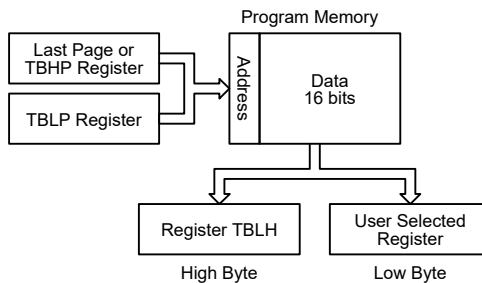 Program Memory
Last Page or
TBHP Register
TBLP Register
Address
Data
16 bits
Register TBLH
User Selected
Register
High Byte
Low Byte